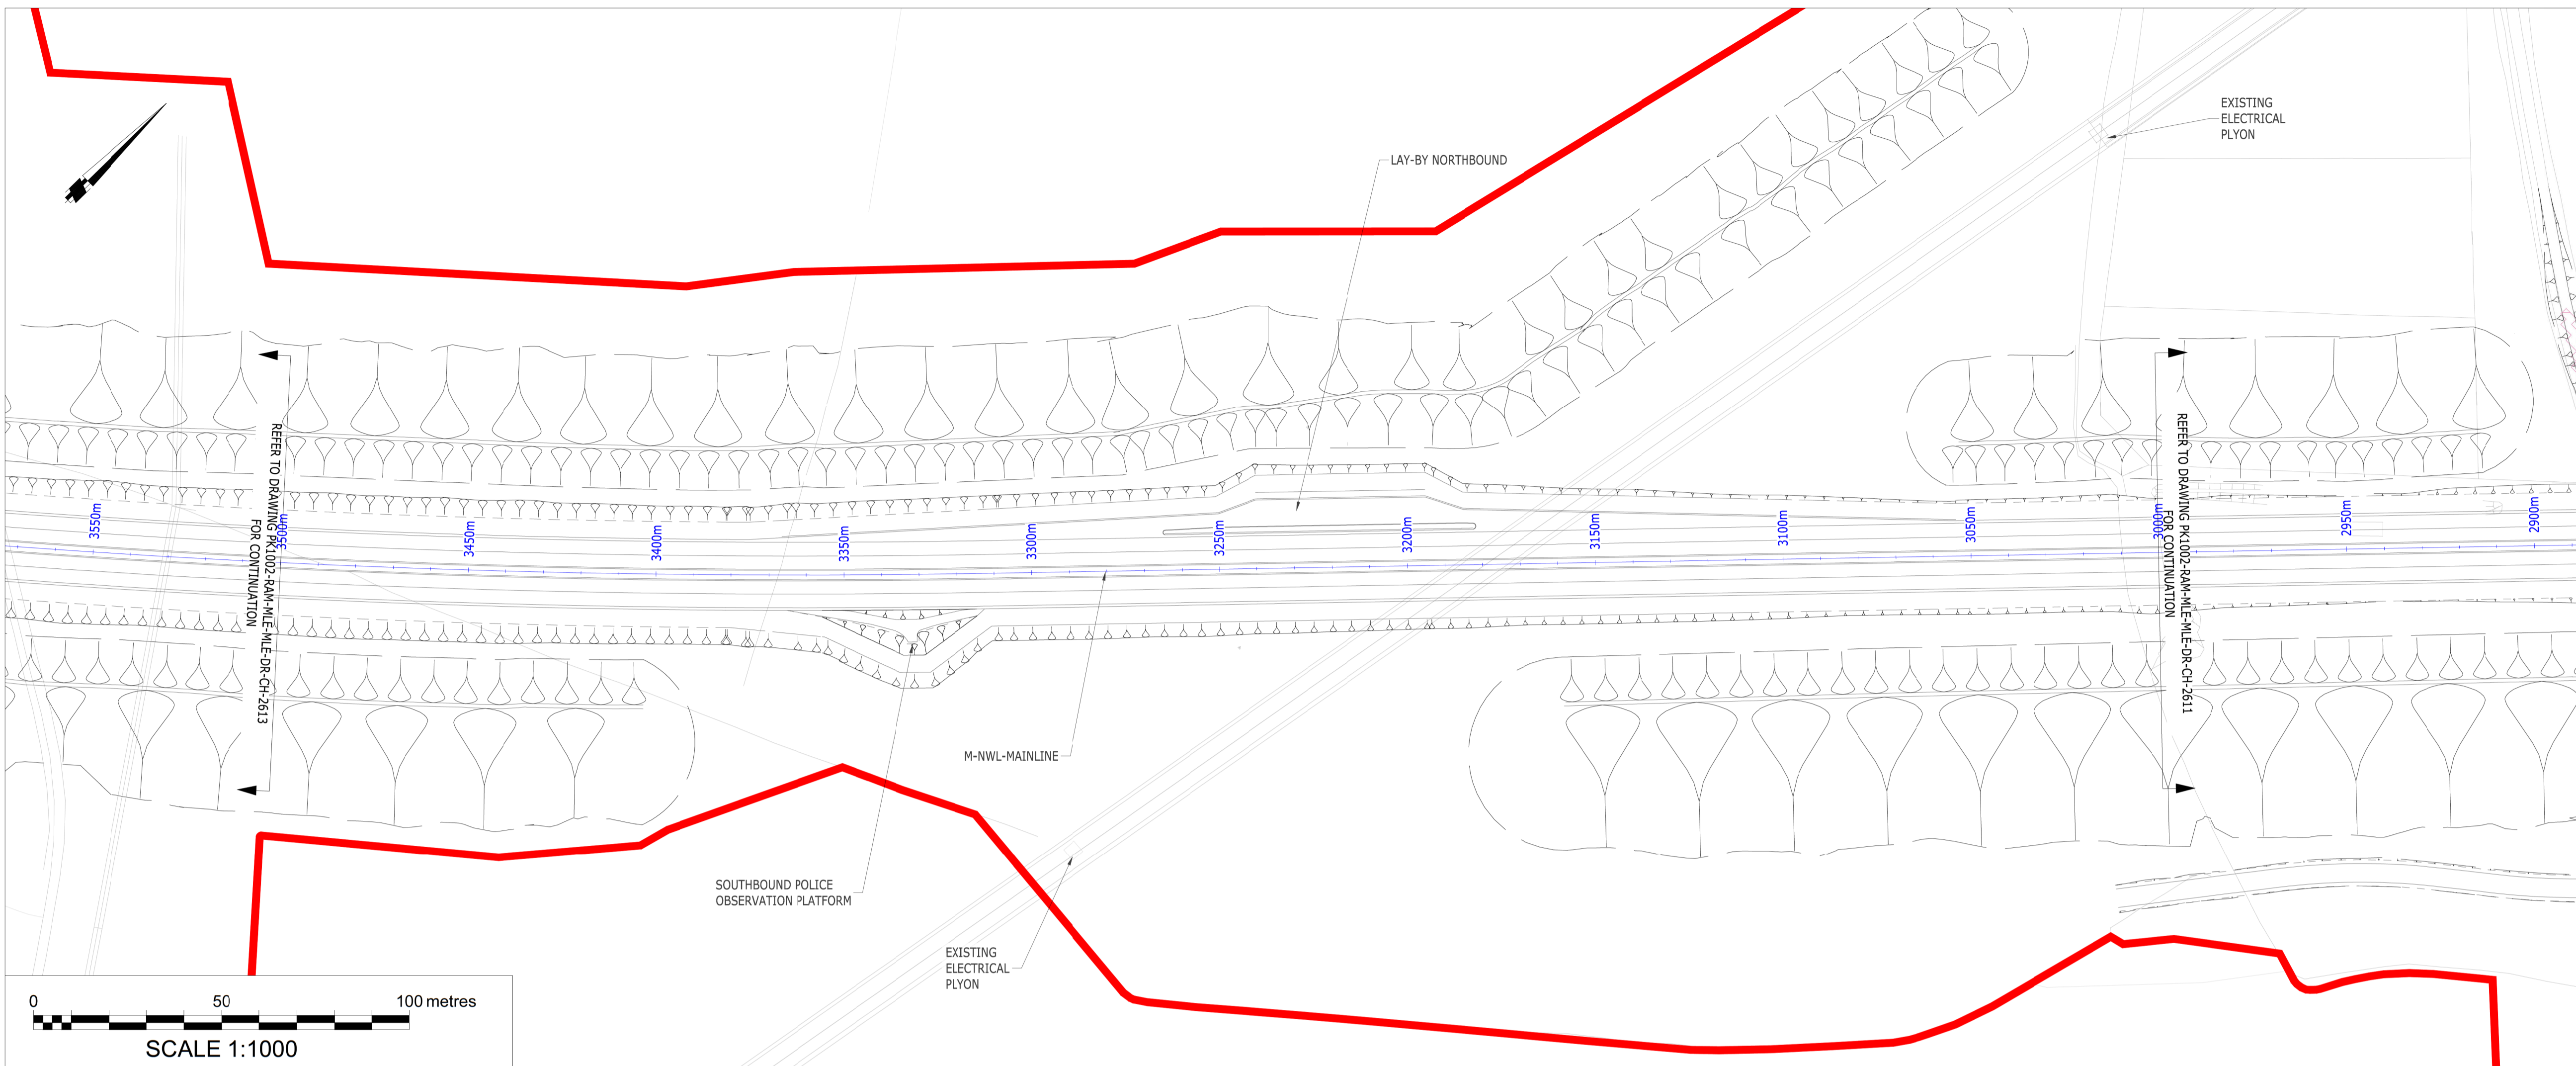 EXISTING
ELECTRICAL
PLYON
LAY-BY NORTHBOUND
REFER TO DRAWING PK1002-RAM-MLE-MLE-DR-CH-2613
FOR CONTINUATION
REFER TO DRAWING PK1002-RAM-MLE-MLE-DR-CH-2611
FOR CONTINUATION
3550m
3500m
3450m
3400m
3350m
3300m
3250m
3200m
3150m
3100m
3050m
3000m
2950m
2900m
M-NWL-MAINLINE
SOUTHBOUND POLICE
OBSERVATION PLATFORM
EXISTING
ELECTRICAL
PLYON
0 50 100 metres
SCALE 1:1000